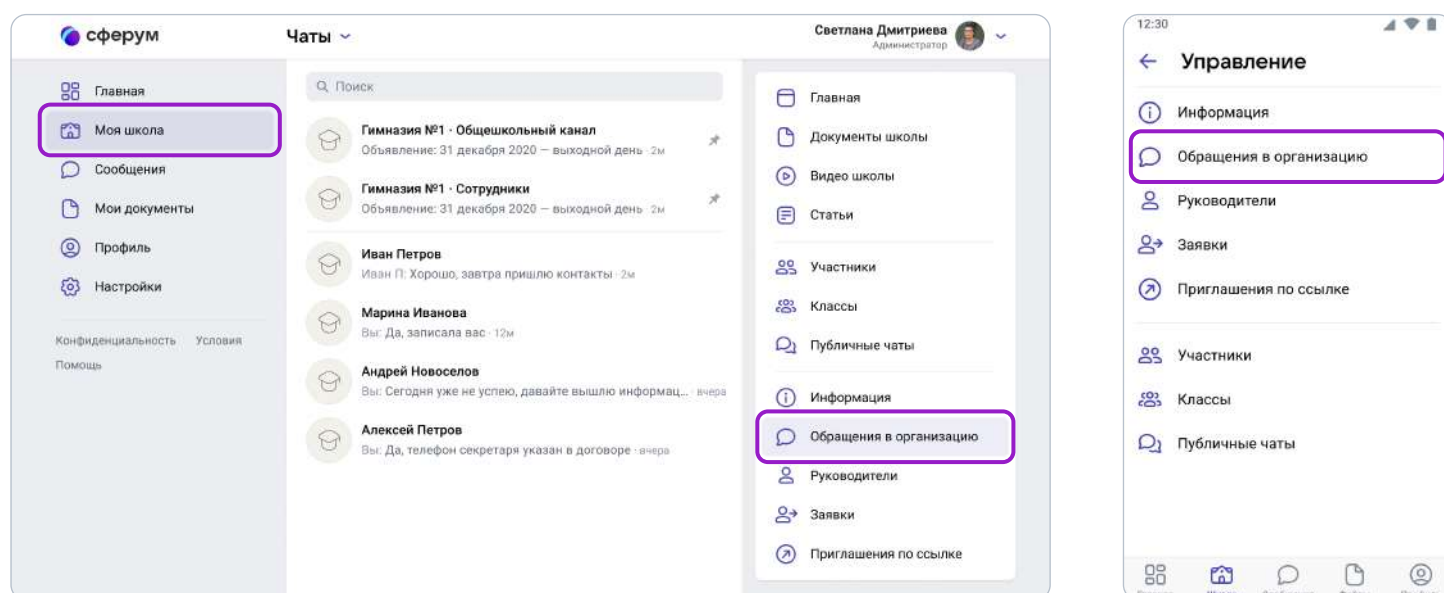 сферум
Чаты
Светлана Дмитриева
Администратор
Главная
Моя школа
Сообщения
Мои документы
Профиль
Настройки
Конфиденциальность Условия
Помощь
Поиск
Гимназия №1 · Общешкольный канал
Объявление: 31 декабря 2020 — выходной день · 2м
Гимназия №1 · Сотрудники
Объявление: 31 декабря 2020 — выходной день · 2м
Иван Петров
Иван П: Хорошо, завтра пришлю контакты · 2м
Марина Иванова
Вы: Да, записала вас · 12м
Андрей Новоселов
Вы: Сегодня уже не успею, давайте вышлю информац... · вчера
Алексей Петров
Вы: Да, телефон секретаря указан в договоре · вчера
Главная
Документы школы
Видео школы
Статьи
Участники
Классы
Публичные чаты
Информация
Обращения в организацию
Руководители
Заявки
Приглашения по ссылке
12:30
Управление
Информация
Обращения в организацию
Руководители
Заявки
Приглашения по ссылке
Участники
Классы
Публичные чаты